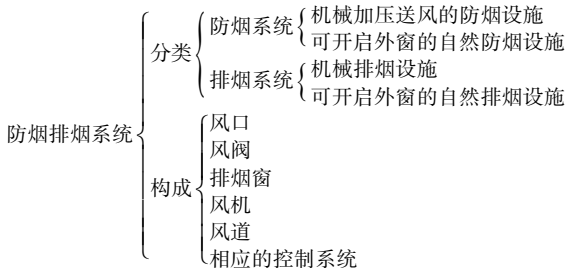 防烟排烟系统
分类
防烟系统
机械加压送风的防烟设施
可开启外窗的自然防烟设施
排烟系统
机械排烟设施
可开启外窗的自然排烟设施
构成
风口
风阀
排烟窗
风机
风道
相应的控制系统